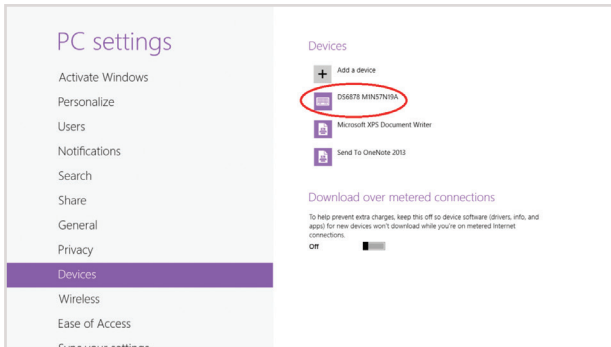 PC settings
Activate Windows
Personalize
Users
Notifications
Search
Share
General
Privacy
Devices
Wireless
Ease of Access
Sync your settings
Devices
Add a device
DS6878 M1N57N19A
Microsoft XPS Document Writer
Send To OneNote 2013
Download over metered connections
To help prevent extra charges, keep this off so device software (drivers, info, and
apps) for new devices won't download while you're on metered Internet
connections.
Off